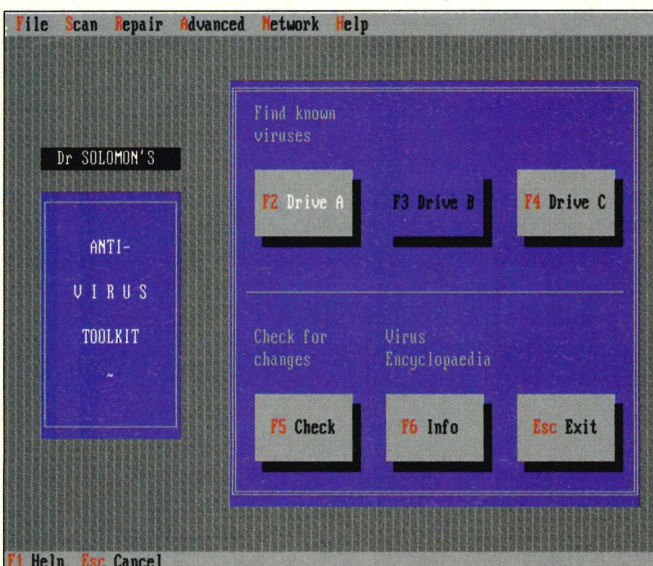 File Scan Repair Advanced Network Help
Dr SOLOMON'S
ANTI-
V I R U S
TOOLKIT
~
Find known
viruses
F2 Drive A
F3 Drive B
F4 Drive C
Check for
changes
Virus
Encyclopaedia
F5 Check
F6 Info
Esc Exit
F1 Help Esc Cancel